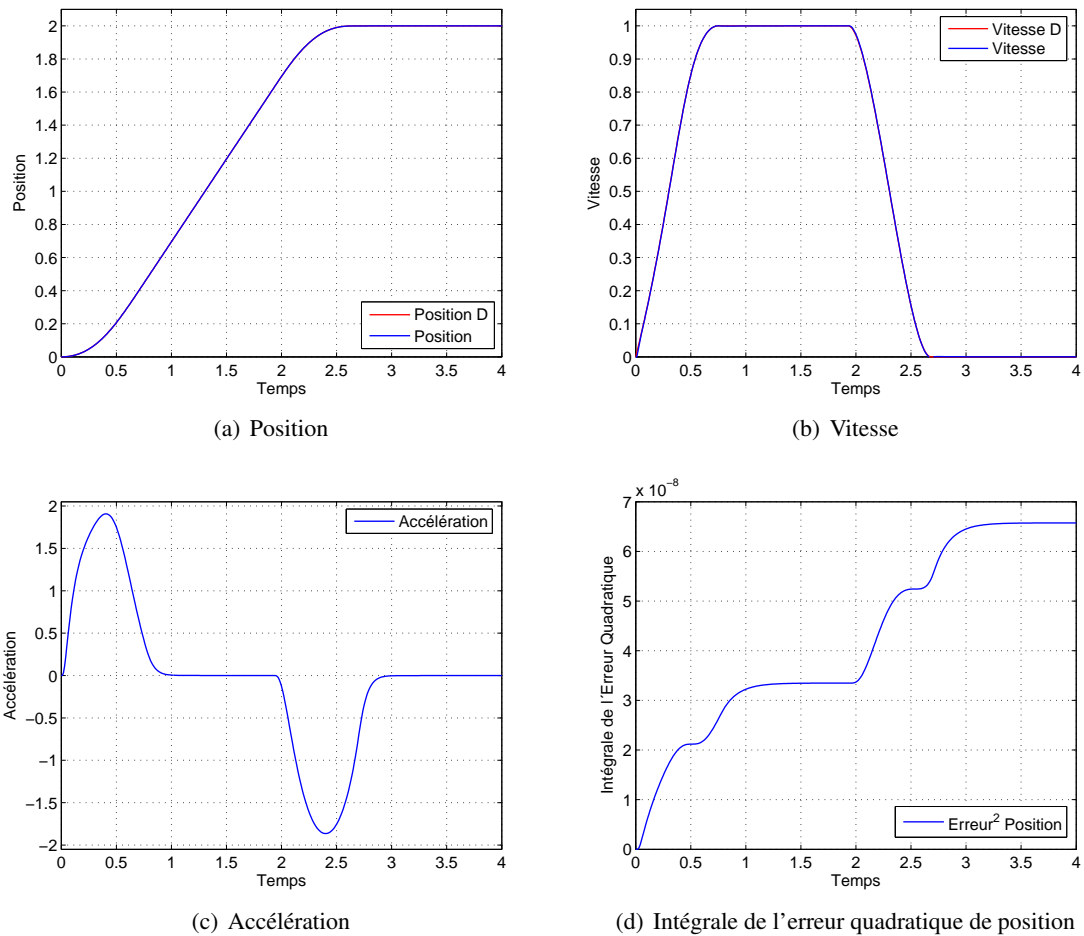 2
1.8
1.6
1.4
1.2
1
0.8
0.6
0.4
0.2
0
Position
0 0.5 1 1.5 2 2.5 3 3.5 4
Temps
Position D
Position
(a) Position
1
0.9
0.8
0.7
0.6
0.5
0.4
0.3
0.2
0.1
0
Vitesse
0 0.5 1 1.5 2 2.5 3 3.5 4
Temps
Vitesse D
Vitesse
(b) Vitesse
2
1.5
1
0.5
0
−0.5
−1
−1.5
−2
Accélération
0 0.5 1 1.5 2 2.5 3 3.5 4
Temps
Accélération
(c) Accélération
x 10⁻⁸
7
6
5
4
3
2
1
0
Intégrale de l´Erreur Quadratique
0 0.5 1 1.5 2 2.5 3 3.5 4
Temps
Erreur² Position
(d) Intégrale de l'erreur quadratique de position